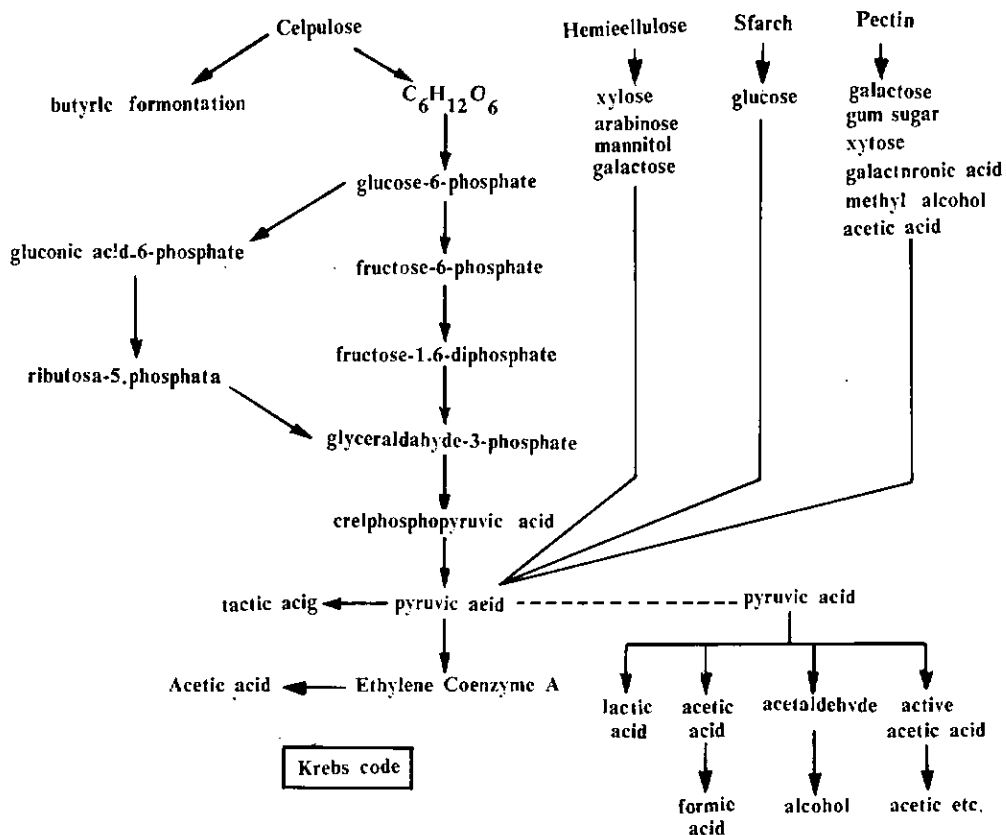 Celpulose
Hemieellulose
Sfarch
Pectin
butyrlc formontation
C6H12O6
xylose
arabinose
mannitol
galactose
glucose
galactose
gum sugar
xytose
galactnronic acid
methyl alcohol
acetic acid
glucose-6-phosphate
gluconic ac!d-6-phosphate
fructose-6-phosphate
fructose-1.6-diphosphate
ributosa-5.phosphata
glyceraldahyde-3-phosphate
crelphosphopyruvic acid
tactic acig
pyruvic aeid
pyruvic acid
Acetic acid
Ethylene Coenzyme A
lactic
acid
acetic
acid
acetaldehvde
active
acetic acid
Krebs code
formic
acid
alcohol
acetic etc.